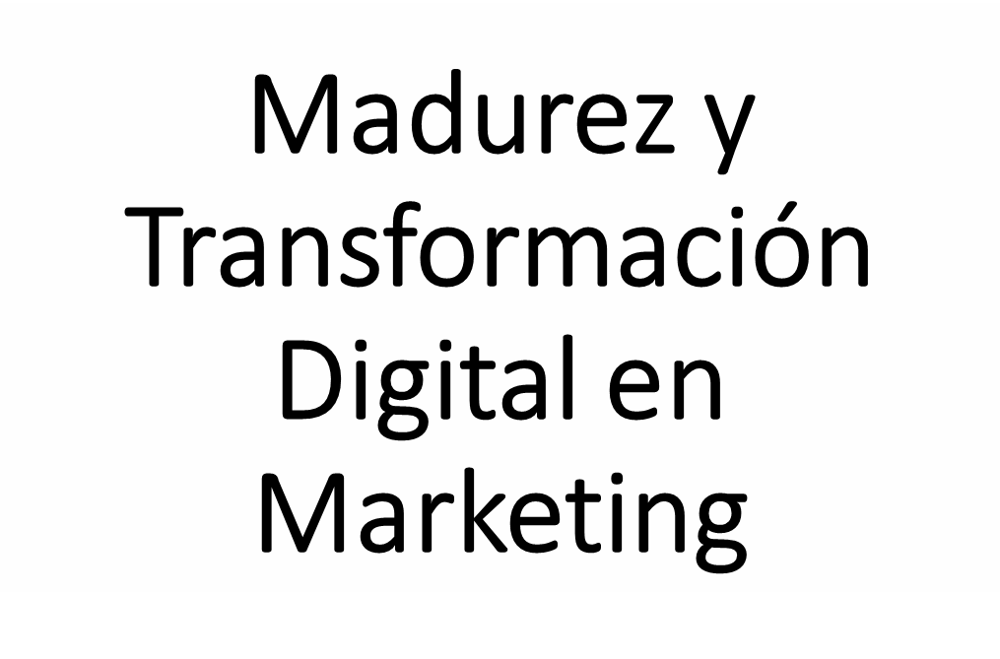 Madurez y
Transformación
Digital en
Marketing